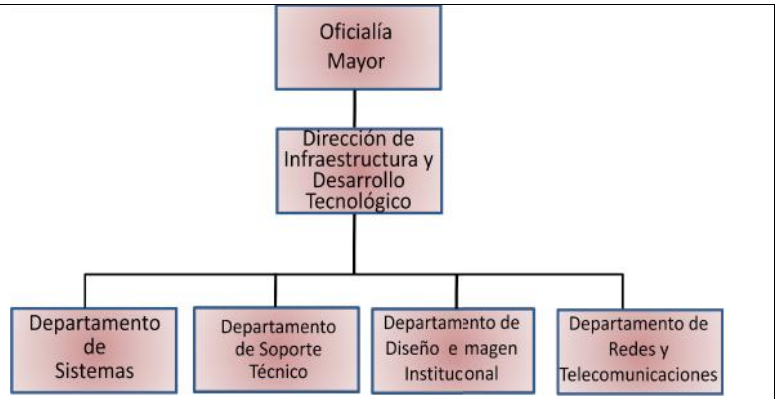 Oficialía
Mayor
Dirección de
Infraestructura y
Desarrollo
Tecnológico
Departamento
de
Sistemas
Departamento
de Soporte
Técnico
Departamento de
Diseño e magen
Instituconal
Departamento de
Redes y
Telecomunicaciones